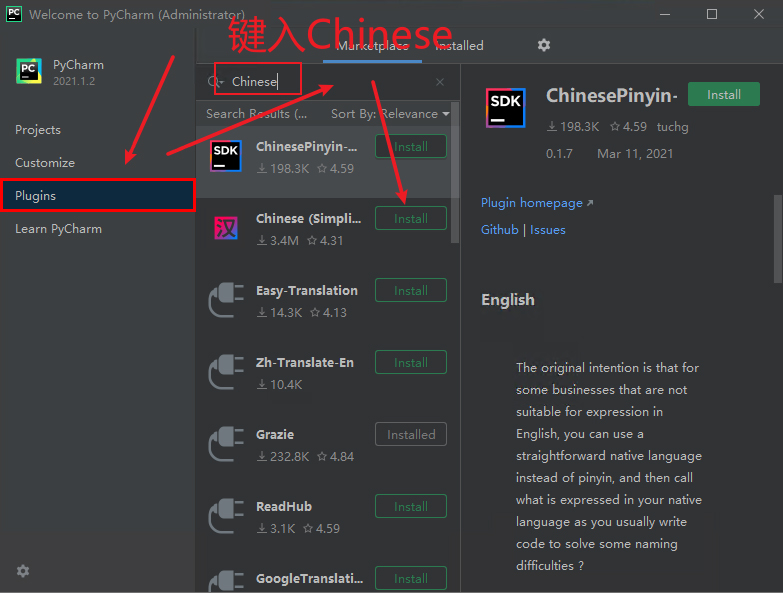 PC
Welcome to PyCharm (Administrator)
键入Chinese
PC
PyCharm
2021.1.2
Projects
Customize
Plugins
Learn PyCharm
Marketplace
Installed
Chinese
Search Results (...
Sort By: Relevance
SDK
ChinesePinyin-...
198.3K 4.59
Install
汉
Chinese (Simpli...
3.4M 4.31
Install
Easy-Translation
14.3K 4.13
Install
Zh-Translate-En
10.4K
Install
Grazie
232.8K 4.84
Installed
ReadHub
3.1K 4.59
Install
GoogleTranslati...
Install
SDK
ChinesePinyin-
Install
198.3K 4.59 tuchg
0.1.7 Mar 11, 2021
Plugin homepage
Github | Issues
English
The original intention is that for
some businesses that are not
suitable for expression in
English, you can use a
straightforward native language
instead of pinyin, and then call
what is expressed in your native
language as you usually write
code to solve some naming
difficulties ?